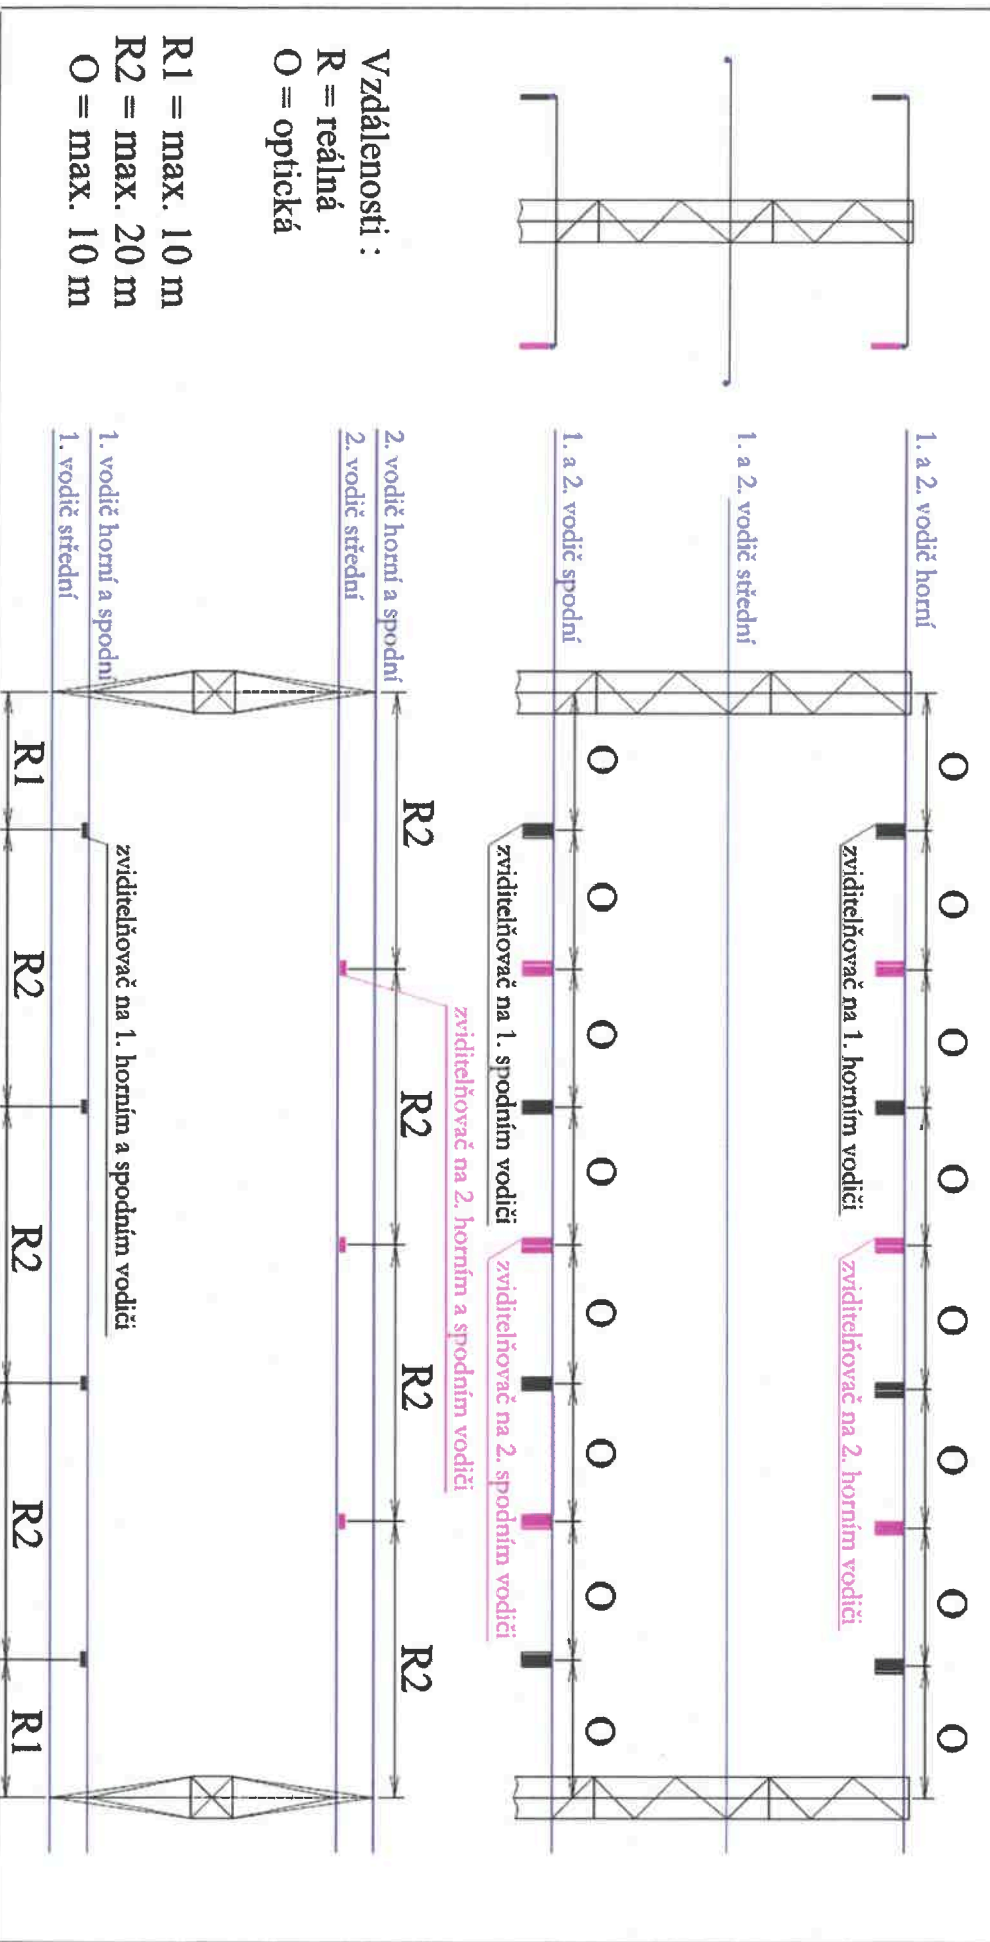 O O O O O O O O
1. a 2. vodič horní
zviditelňovač na 1. horním vodiči
zviditelňovač na 2. horním vodiči
1. a 2. vodič střední
O O O O O O O O
1. a 2. vodič spodní
zviditelňovač na 1. spodním vodiči
zviditelňovač na 2. spodním vodiči
zviditelňovač na 2. horním a spodním vodiči
R2 R2 R2 R2
2. vodič horní a spodní
2. vodič střední
Vzdálenosti :
R = reálná
O = optická
R1 = max. 10 m
R2 = max. 20 m
O = max. 10 m
zviditelňovač na 1. horním a spodním vodiči
1. vodič horní a spodní
1. vodič střední
R1 R2 R2 R2 R2 R1